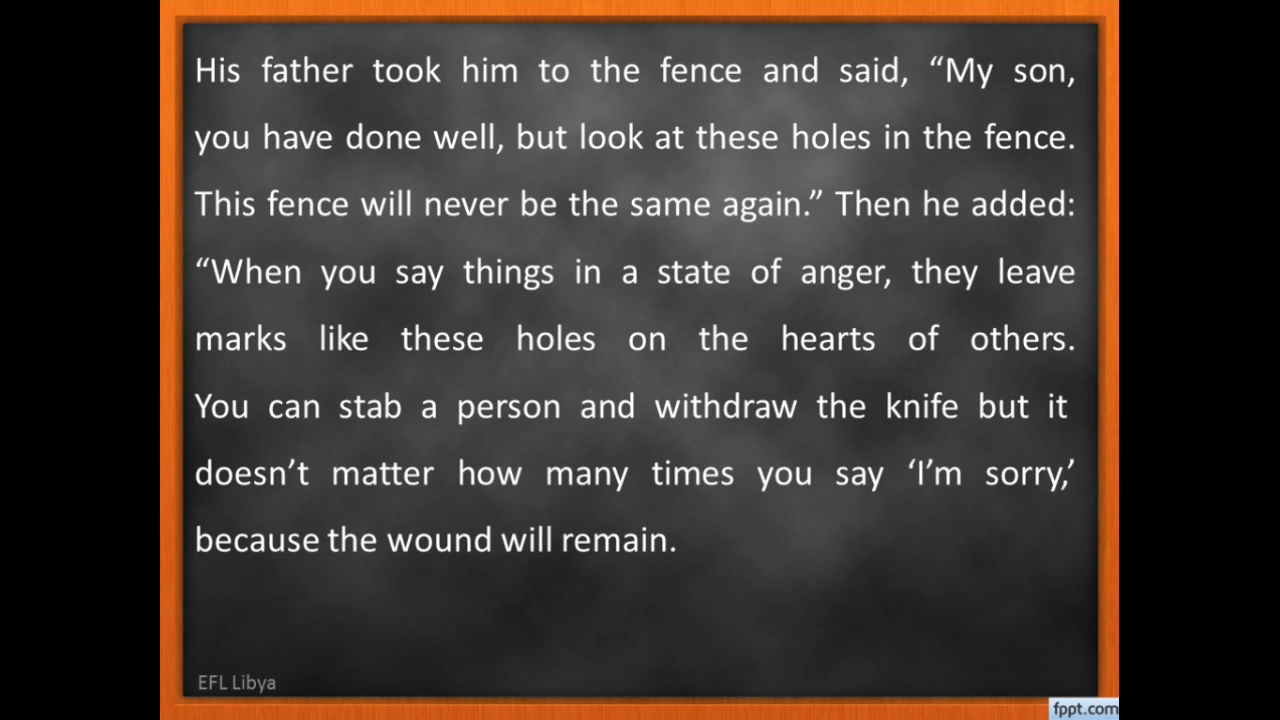 His father took him to the fence and said, “My son,
you have done well, but look at these holes in the fence.
This fence will never be the same again.” Then he added:
“When you say things in a state of anger, they leave
marks like these holes on the hearts of others.
You can stab a person and withdraw the knife but it
doesn’t matter how many times you say ‘I’m sorry,’
because the wound will remain.
EFL Libya
fppt.com